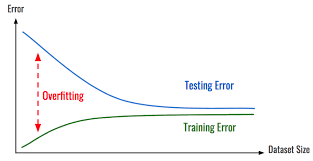 Error
Testing Error
Overfitting
Training Error
Dataset Size